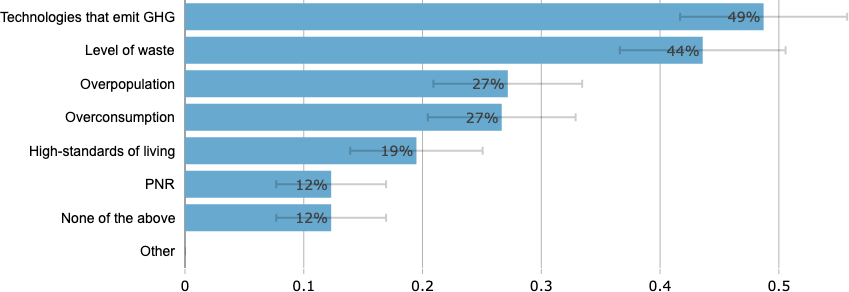 Technologies that emit GHG 49%
Level of waste 44%
Overpopulation 27%
Overconsumption 27%
High-standards of living 19%
PNR 12%
None of the above 12%
Other
0 0.1 0.2 0.3 0.4 0.5